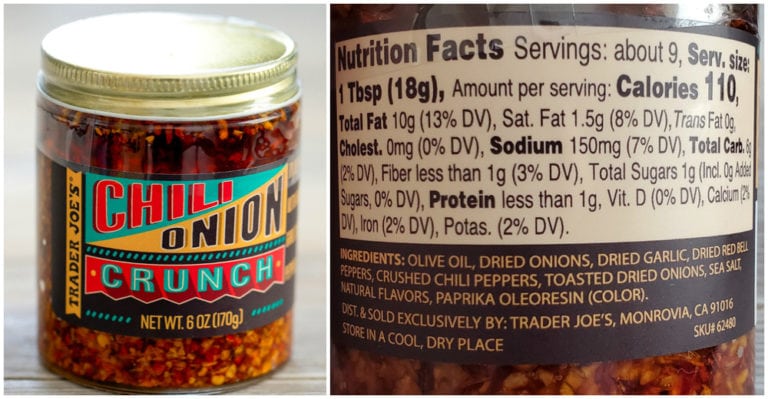 TRADER JOE'S®
CHILI
ONION
CRUNCH
NET WT. 6 OZ (170g)
Nutrition Facts Servings: about 9, Serv. size:
1 Tbsp (18g), Amount per serving: Calories 110,
Total Fat 10g (13% DV), Sat. Fat 1.5g (8% DV), Trans Fat 0g,
Cholest. 0mg (0% DV), Sodium 150mg (7% DV), Total Carb. 8g
(2% DV), Fiber less than 1g (3% DV), Total Sugars 1g (Incl. 0g Added
Sugars, 0% DV), Protein less than 1g, Vit. D (0% DV), Calcium (2%
DV), Iron (2% DV), Potas. (2% DV).
INGREDIENTS: OLIVE OIL, DRIED ONIONS, DRIED GARLIC, DRIED RED BELL
PEPPERS, CRUSHED CHILI PEPPERS, TOASTED DRIED ONIONS, SEA SALT,
NATURAL FLAVORS, PAPRIKA OLEORESIN (COLOR).
DIST. & SOLD EXCLUSIVELY BY: TRADER JOE'S, MONROVIA, CA 91016
STORE IN A COOL, DRY PLACE SKU# 62480